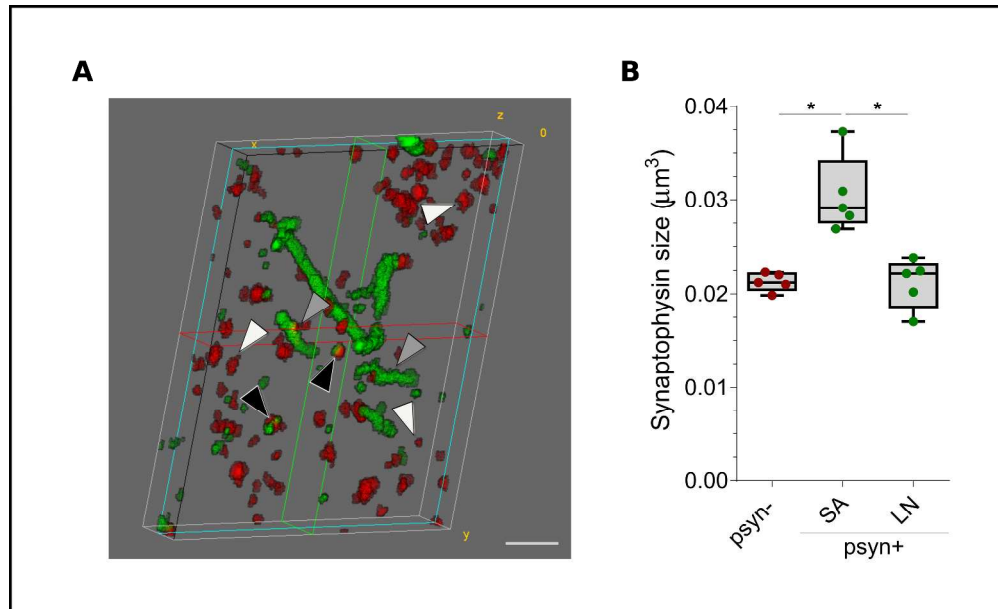 A
B
z
0
x
y
Synaptophysin size (µm³)
0.04
0.03
0.02
0.01
0.00
* *
psyn-
SA
LN
psyn+